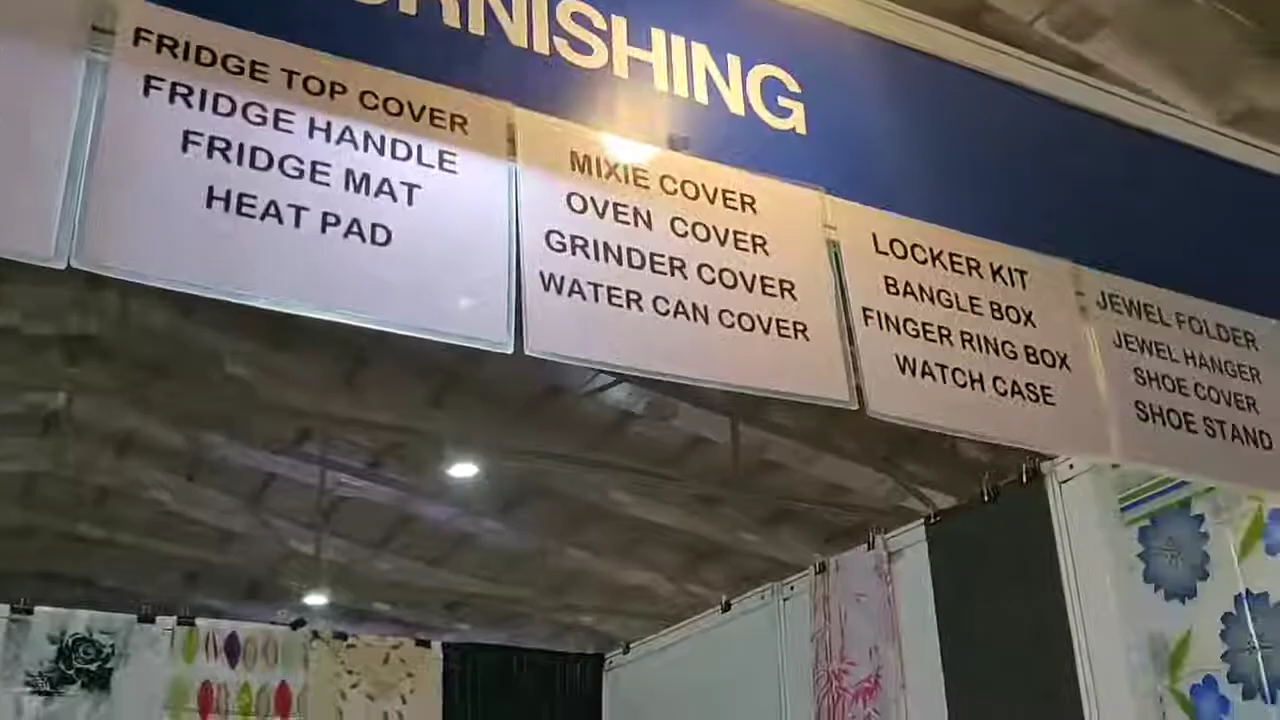 FRIDGE TOP COVER
FRIDGE HANDLE
FRIDGE MAT
HEAT PAD
MIXIE COVER
OVEN COVER
GRINDER COVER
WATER CAN COVER
LOCKER KIT
BANGLE BOX
FINGER RING BOX
WATCH CASE
JEWEL FOLDER
JEWEL HANGER
SHOE COVER
SHOE STAND